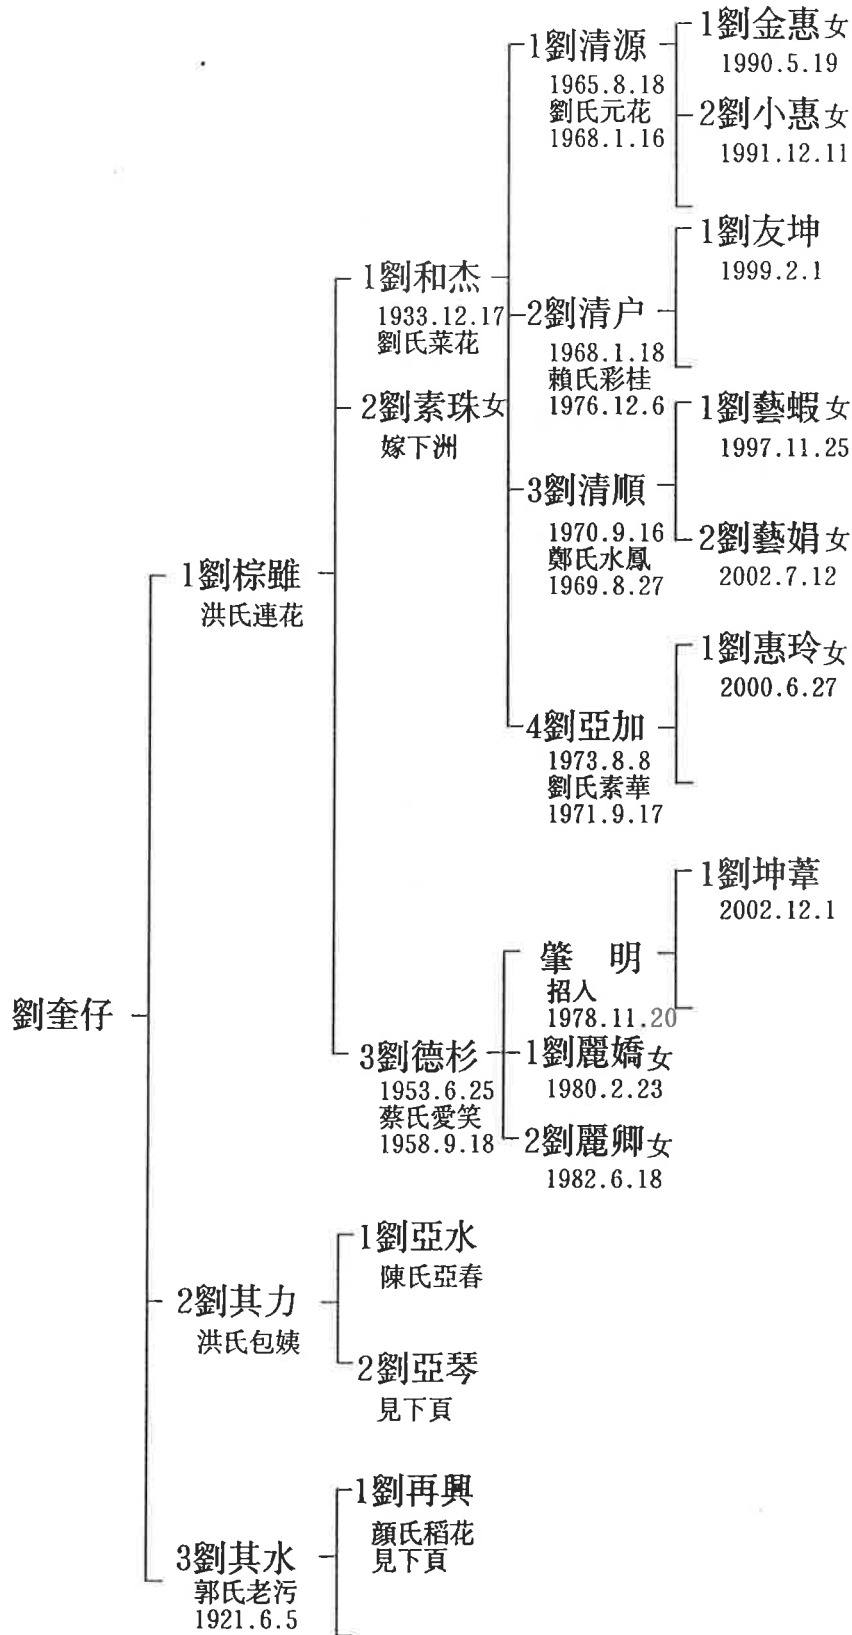 劉奎仔
1劉棕雖
洪氏連花
1劉和杰
1933.12.17
劉氏菜花
1劉清源
1965.8.18
劉氏元花
1968.1.16
1劉金惠女
1990.5.19
2劉小惠女
1991.12.11
2劉清户
1968.1.18
賴氏彩桂
1976.12.6
1劉友坤
1999.2.1
3劉清順
1970.9.16
鄭氏水鳳
1969.8.27
1劉藝蝦女
1997.11.25
2劉藝娟女
2002.7.12
4劉亞加
1973.8.8
劉氏素華
1971.9.17
1劉惠玲女
2000.6.27
2劉素珠女
嫁下洲
3劉德杉
1953.6.25
蔡氏愛笑
1958.9.18
肇　明
招入
1978.11.20
1劉坤葦
2002.12.1
1劉麗嬌女
1980.2.23
2劉麗卿女
1982.6.18
2劉其力
洪氏包姨
1劉亞水
陳氏亞春
2劉亞琴
見下頁
3劉其水
郭氏老污
1921.6.5
1劉再興
顏氏稻花
見下頁